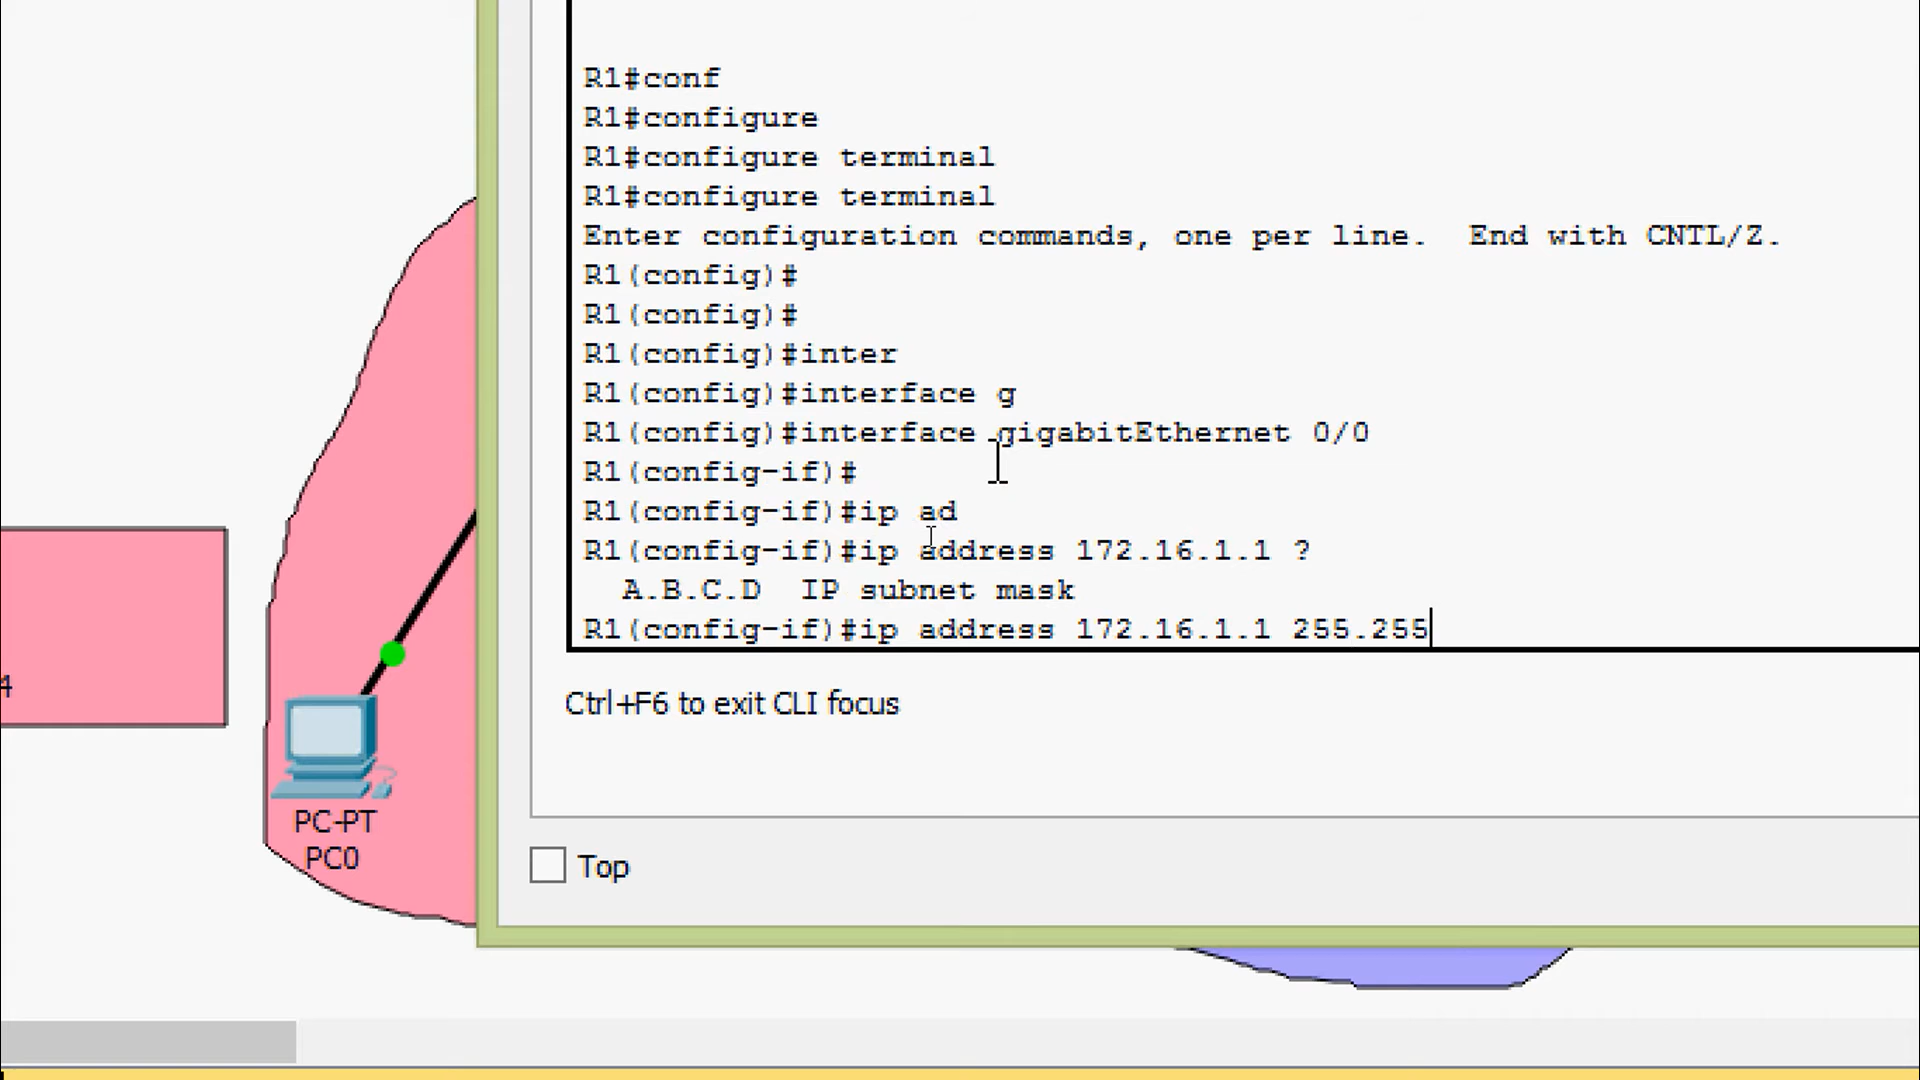 R1#conf
R1#configure
R1#configure terminal
R1#configure terminal
Enter configuration commands, one per line.  End with CNTL/Z.
R1(config)#
R1(config)#
R1(config)#inter
R1(config)#interface g
R1(config)#interface gigabitEthernet 0/0
R1(config-if)#
R1(config-if)#ip ad
R1(config-if)#ip address 172.16.1.1 ?
  A.B.C.D  IP subnet mask
R1(config-if)#ip address 172.16.1.1 255.255
Ctrl+F6 to exit CLI focus
4
PC-PT
PC0
Top